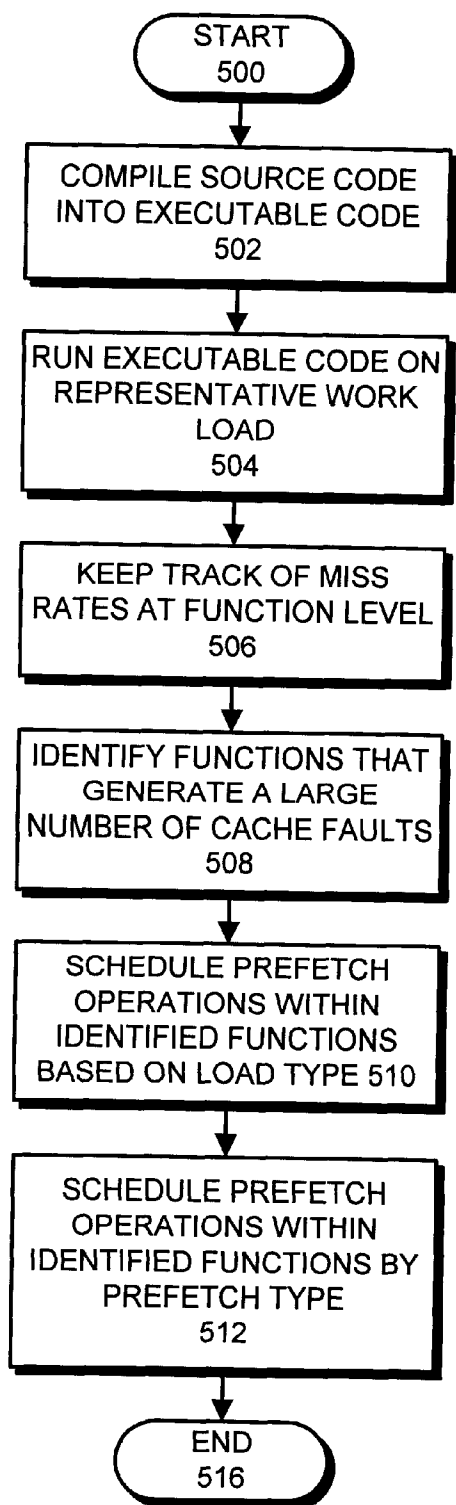 START
500
COMPILE SOURCE CODE
INTO EXECUTABLE CODE
502
RUN EXECUTABLE CODE ON
REPRESENTATIVE WORK
LOAD
504
KEEP TRACK OF MISS
RATES AT FUNCTION LEVEL
506
IDENTIFY FUNCTIONS THAT
GENERATE A LARGE
NUMBER OF CACHE FAULTS
508
SCHEDULE PREFETCH
OPERATIONS WITHIN
IDENTIFIED FUNCTIONS
BASED ON LOAD TYPE 510
SCHEDULE PREFETCH
OPERATIONS WITHIN
IDENTIFIED FUNCTIONS BY
PREFETCH TYPE
512
END
516